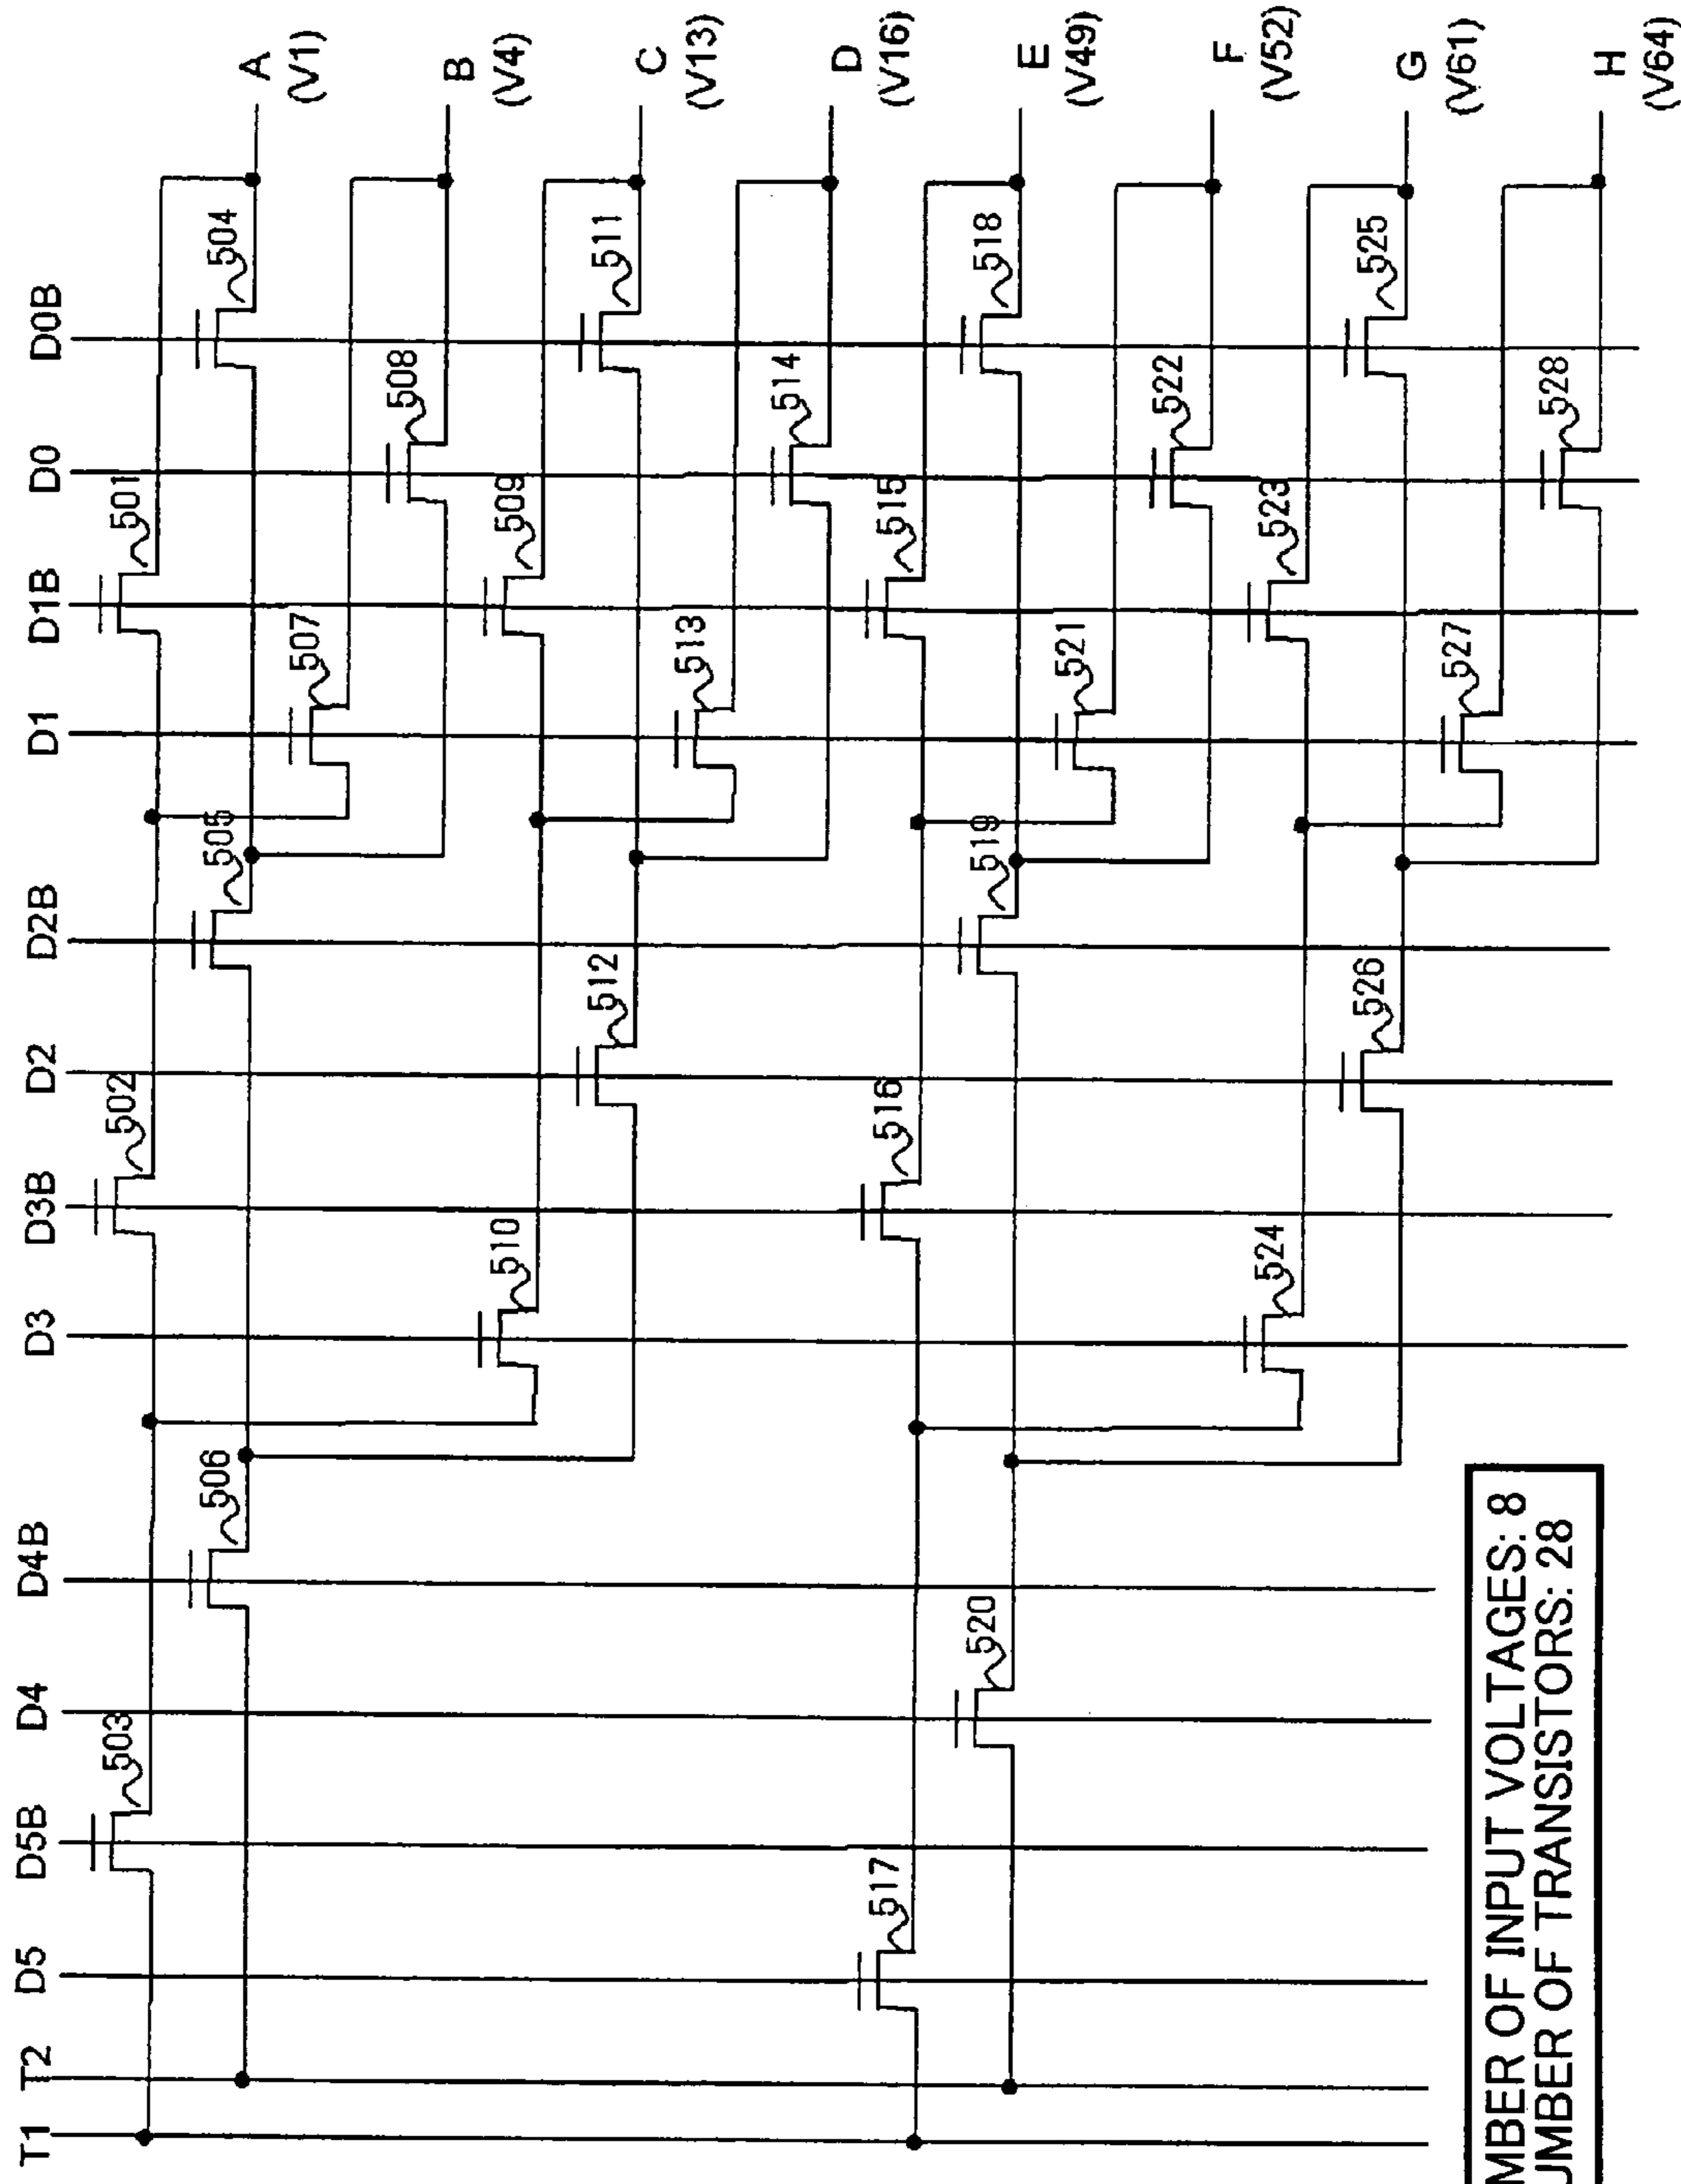 T1 T2 D5 D5B D4 D4B D3 D3B D2 D2B D1 D1B D0 D0B
503 502 501
A
(V1)
506 505 504
507
B
(V4)
508
510 509
C
(V13)
512 511
513
D
(V16)
514
517 516 515
E
(V49)
520 519 518
521
F
(V52)
522
524 523
G
(V61)
526 525
527
H
(V64)
528
MBER OF INPUT VOLTAGES: 8
UMBER OF TRANSISTORS: 28